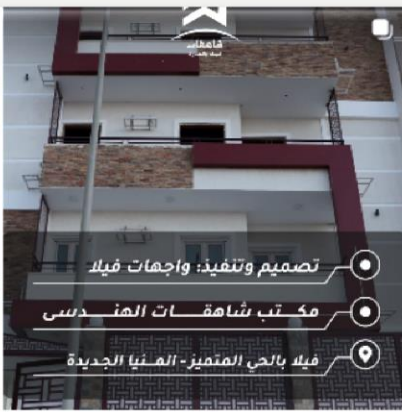 شاهقات
تصميم وتنفيذ: واجهات فيلا
مكتب شاهقات الهندسى
فيلا بالحي المتميز - المنيا الجديدة